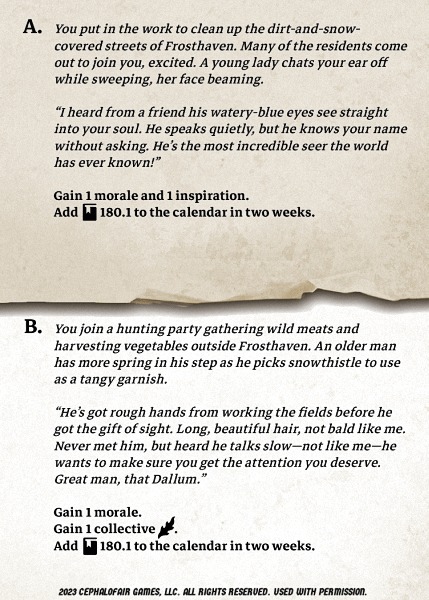 A. You put in the work to clean up the dirt-and-snow-
covered streets of Frosthaven. Many of the residents come
out to join you, excited. A young lady chats your ear off
while sweeping, her face beaming.
“I heard from a friend his watery-blue eyes see straight
into your soul. He speaks quietly, but he knows your name
without asking. He’s the most incredible seer the world
has ever known!”
Gain 1 morale and 1 inspiration.
Add 180.1 to the calendar in two weeks.
B. You join a hunting party gathering wild meats and
harvesting vegetables outside Frosthaven. An older man
has more spring in his step as he picks snowthistle to use
as a tangy garnish.
“He’s got rough hands from working the fields before he
got the gift of sight. Long, beautiful hair, not bald like me.
Never met him, but heard he talks slow—not like me—he
wants to make sure you get the attention you deserve.
Great man, that Dallum.”
Gain 1 morale.
Gain 1 collective .
Add 180.1 to the calendar in two weeks.
2023 CEPHALOFAIR GAMES, LLC. ALL RIGHTS RESERVED. USED WITH PERMISSION.